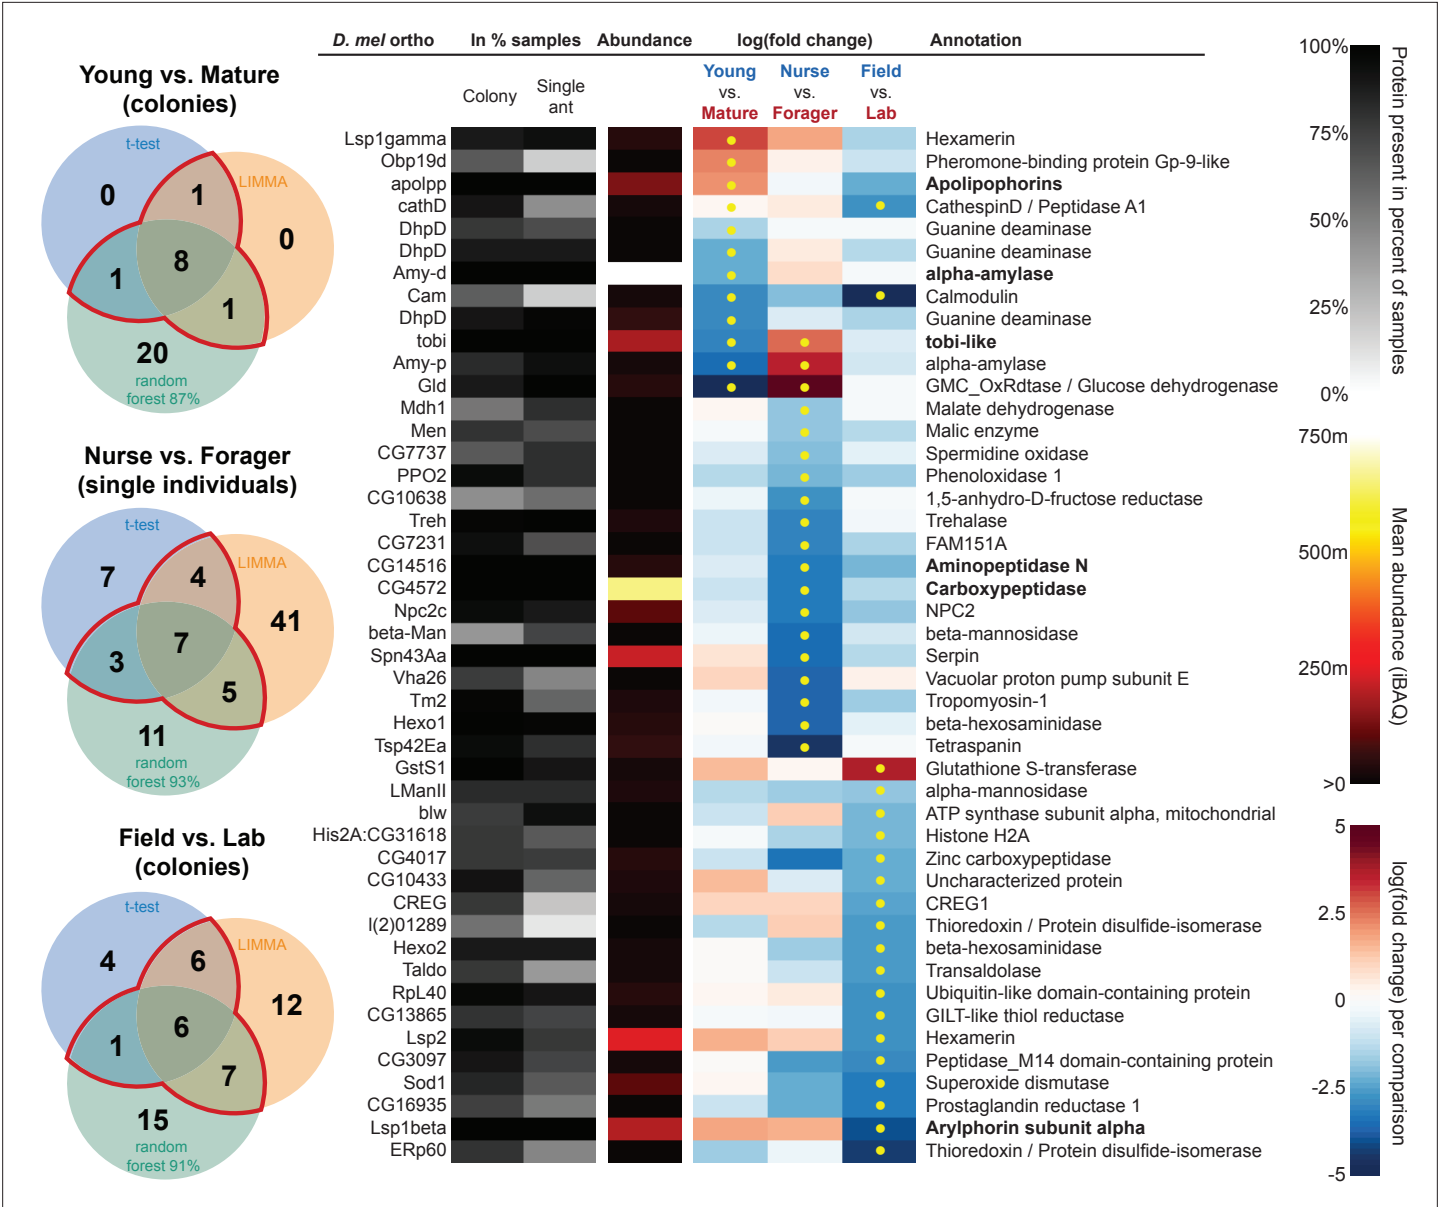 Young vs. Mature
(colonies)
t-test
LIMMA
0
1
0
8
1
1
20
random
forest 87%
Nurse vs. Forager
(single individuals)
t-test
LIMMA
7
4
41
7
3
5
11
random
forest 93%
Field vs. Lab
(colonies)
t-test
LIMMA
4
6
12
6
1
7
15
random
forest 91%
D. mel ortho In % samples Abundance log(fold change) Annotation
Colony Single ant Young vs. Mature Nurse vs. Forager Field vs. Lab
Lsp1gamma Hexamerin
Obp19d Pheromone-binding protein Gp-9-like
apolpp Apolipophorins
cathD CathespinD / Peptidase A1
DhpD Guanine deaminase
DhpD Guanine deaminase
Amy-d alpha-amylase
Cam Calmodulin
DhpD Guanine deaminase
tobi tobi-like
Amy-p alpha-amylase
Gld GMC_OxRdtase / Glucose dehydrogenase
Mdh1 Malate dehydrogenase
Men Malic enzyme
CG7737 Spermidine oxidase
PPO2 Phenoloxidase 1
CG10638 1,5-anhydro-D-fructose reductase
Treh Trehalase
CG7231 FAM151A
CG14516 Aminopeptidase N
CG4572 Carboxypeptidase
Npc2c NPC2
beta-Man beta-mannosidase
Spn43Aa Serpin
Vha26 Vacuolar proton pump subunit E
Tm2 Tropomyosin-1
Hexo1 beta-hexosaminidase
Tsp42Ea Tetraspanin
GstS1 Glutathione S-transferase
LManII alpha-mannosidase
blw ATP synthase subunit alpha, mitochondrial
His2A:CG31618 Histone H2A
CG4017 Zinc carboxypeptidase
CG10433 Uncharacterized protein
CREG CREG1
l(2)01289 Thioredoxin / Protein disulfide-isomerase
Hexo2 beta-hexosaminidase
Taldo Transaldolase
RpL40 Ubiquitin-like domain-containing protein
CG13865 GILT-like thiol reductase
Lsp2 Hexamerin
CG3097 Peptidase_M14 domain-containing protein
Sod1 Superoxide dismutase
CG16935 Prostaglandin reductase 1
Lsp1beta Arylphorin subunit alpha
ERp60 Thioredoxin / Protein disulfide-isomerase
100%
75%
50%
25%
0%
Protein present in percent of samples
750m
500m
250m
>0
Mean abundance (iBAQ)
5
2.5
0
-2.5
-5
log(fold change) per comparison